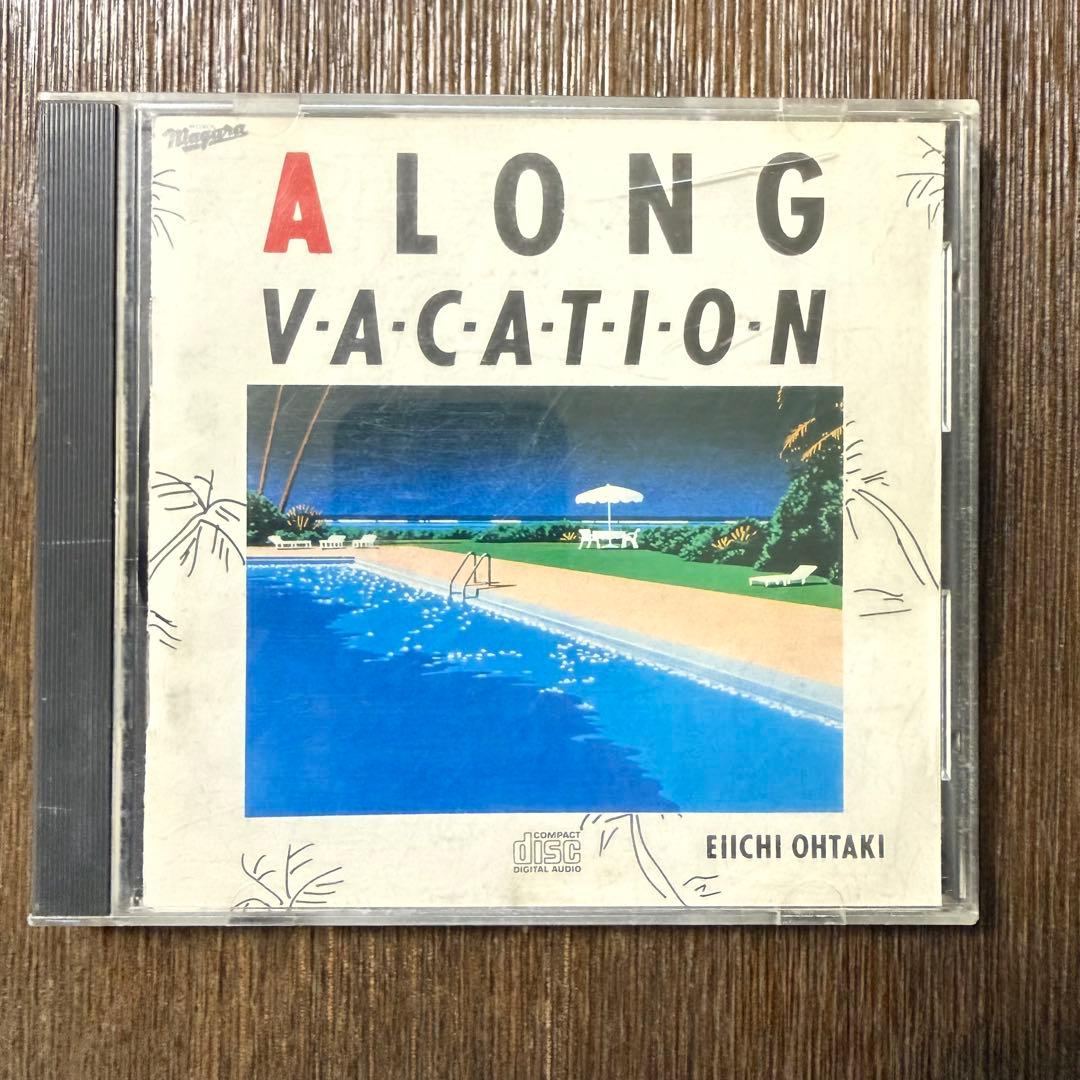 Niagara
A LONG
V·A·C·A·T·I·O·N
COMPACT
disc
DIGITAL AUDIO
EIICHI OHTAKI